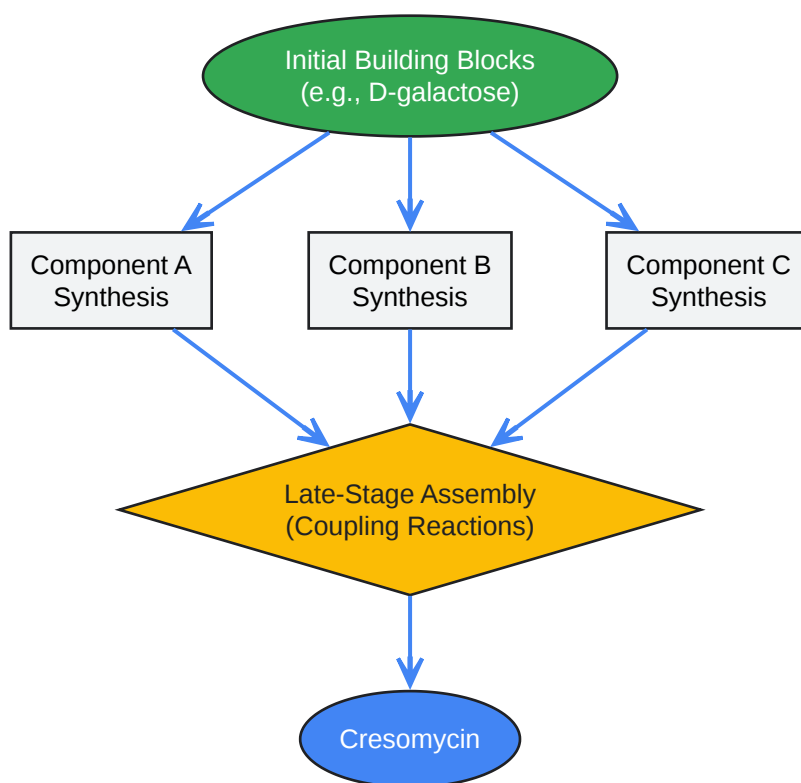 Initial Building Blocks
(e.g., D-galactose)
Component A
Synthesis
Component B
Synthesis
Component C
Synthesis
Late-Stage Assembly
(Coupling Reactions)
Cresomycin